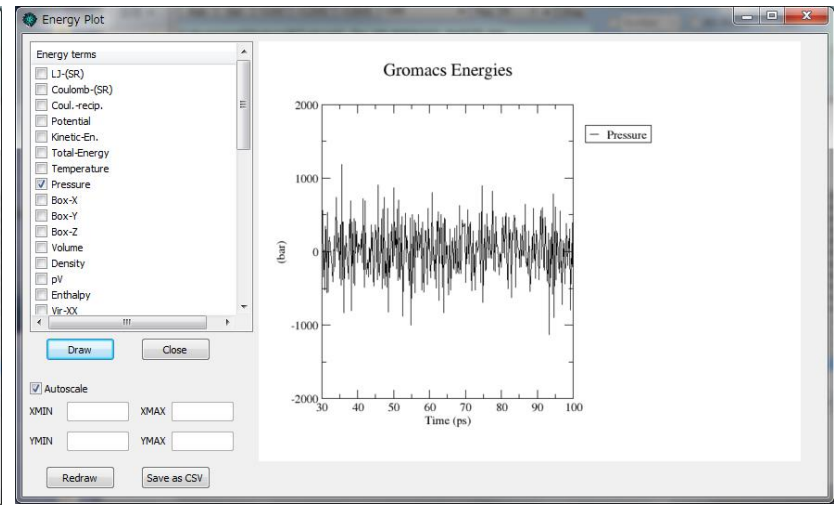 Energy Plot
Energy terms
LJ-(SR)
Coulomb-(SR)
Coul.-recip.
Potential
Kinetic-En.
Total-Energy
Temperature
Pressure
Box-X
Box-Y
Box-Z
Volume
Density
pV
Enthalpy
Vir-XX
Draw
Close
Autoscale
XMIN
XMAX
YMIN
YMAX
Redraw
Save as CSV
Gromacs Energies
2000
1000
0
-1000
-2000
(bar)
30 40 50 60 70 80 90 100
Time (ps)
Pressure